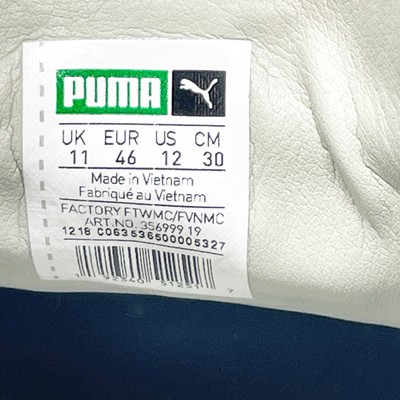 PUMA
UK EUR US CM
11 46 12 30
Made in Vietnam
Fabriqué au Vietnam
FACTORY FTWMC/FVNMC
ART.NO. 356999 19
1218 C063536500005327